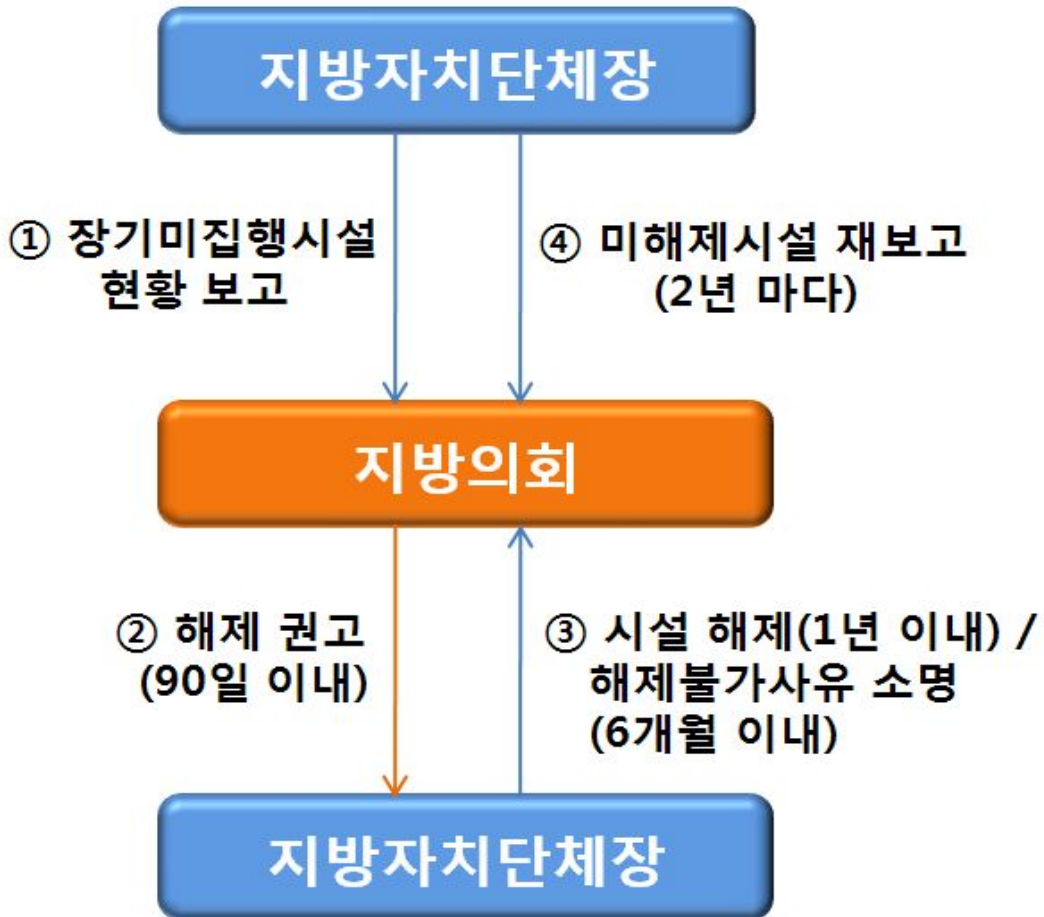 지방자치단체장
① 장기미집행시설
현황 보고
④ 미해제시설 재보고
(2년 마다)
지방의회
② 해제 권고
(90일 이내)
③ 시설 해제(1년 이내) /
해제불가사유 소명
(6개월 이내)
지방자치단체장